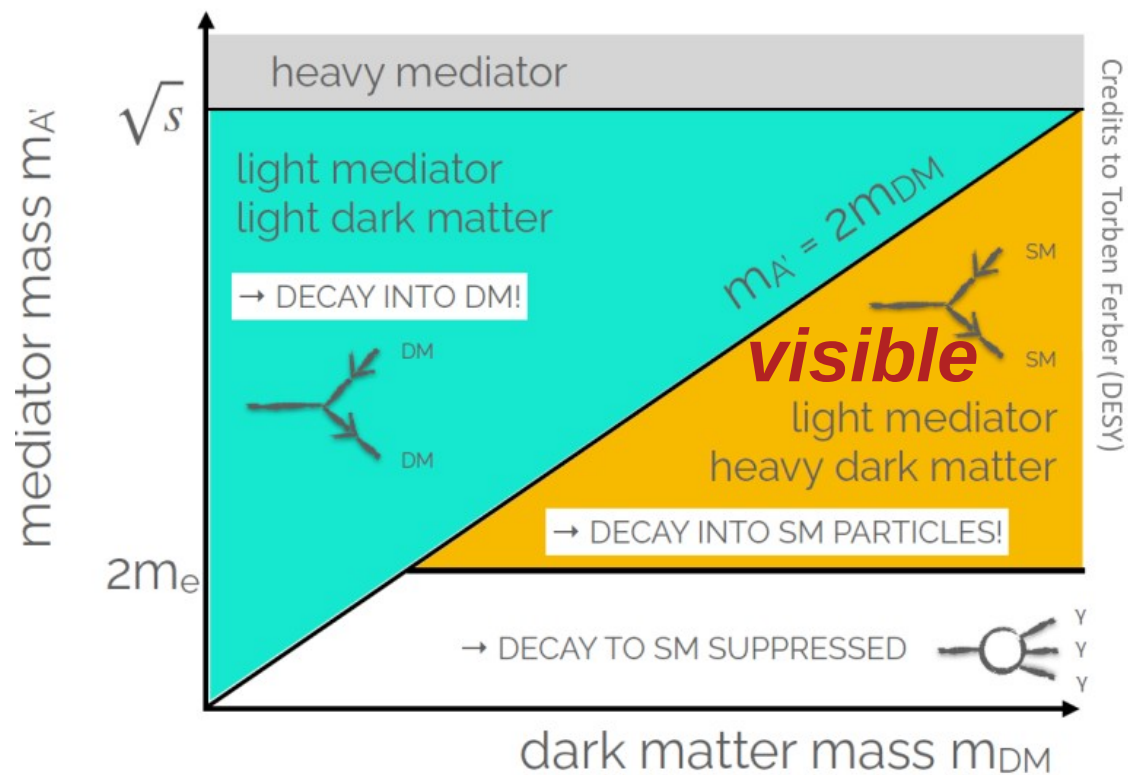 heavy mediator
√s
light mediator
light dark matter
→ DECAY INTO DM!
DM
DM
mA' = 2mDM
SM
visible
SM
light mediator
heavy dark matter
→ DECAY INTO SM PARTICLES!
2me
→ DECAY TO SM SUPPRESSED
γ
γ
γ
mediator mass mA'
dark matter mass mDM
Credits to Torben Ferber (DESY)